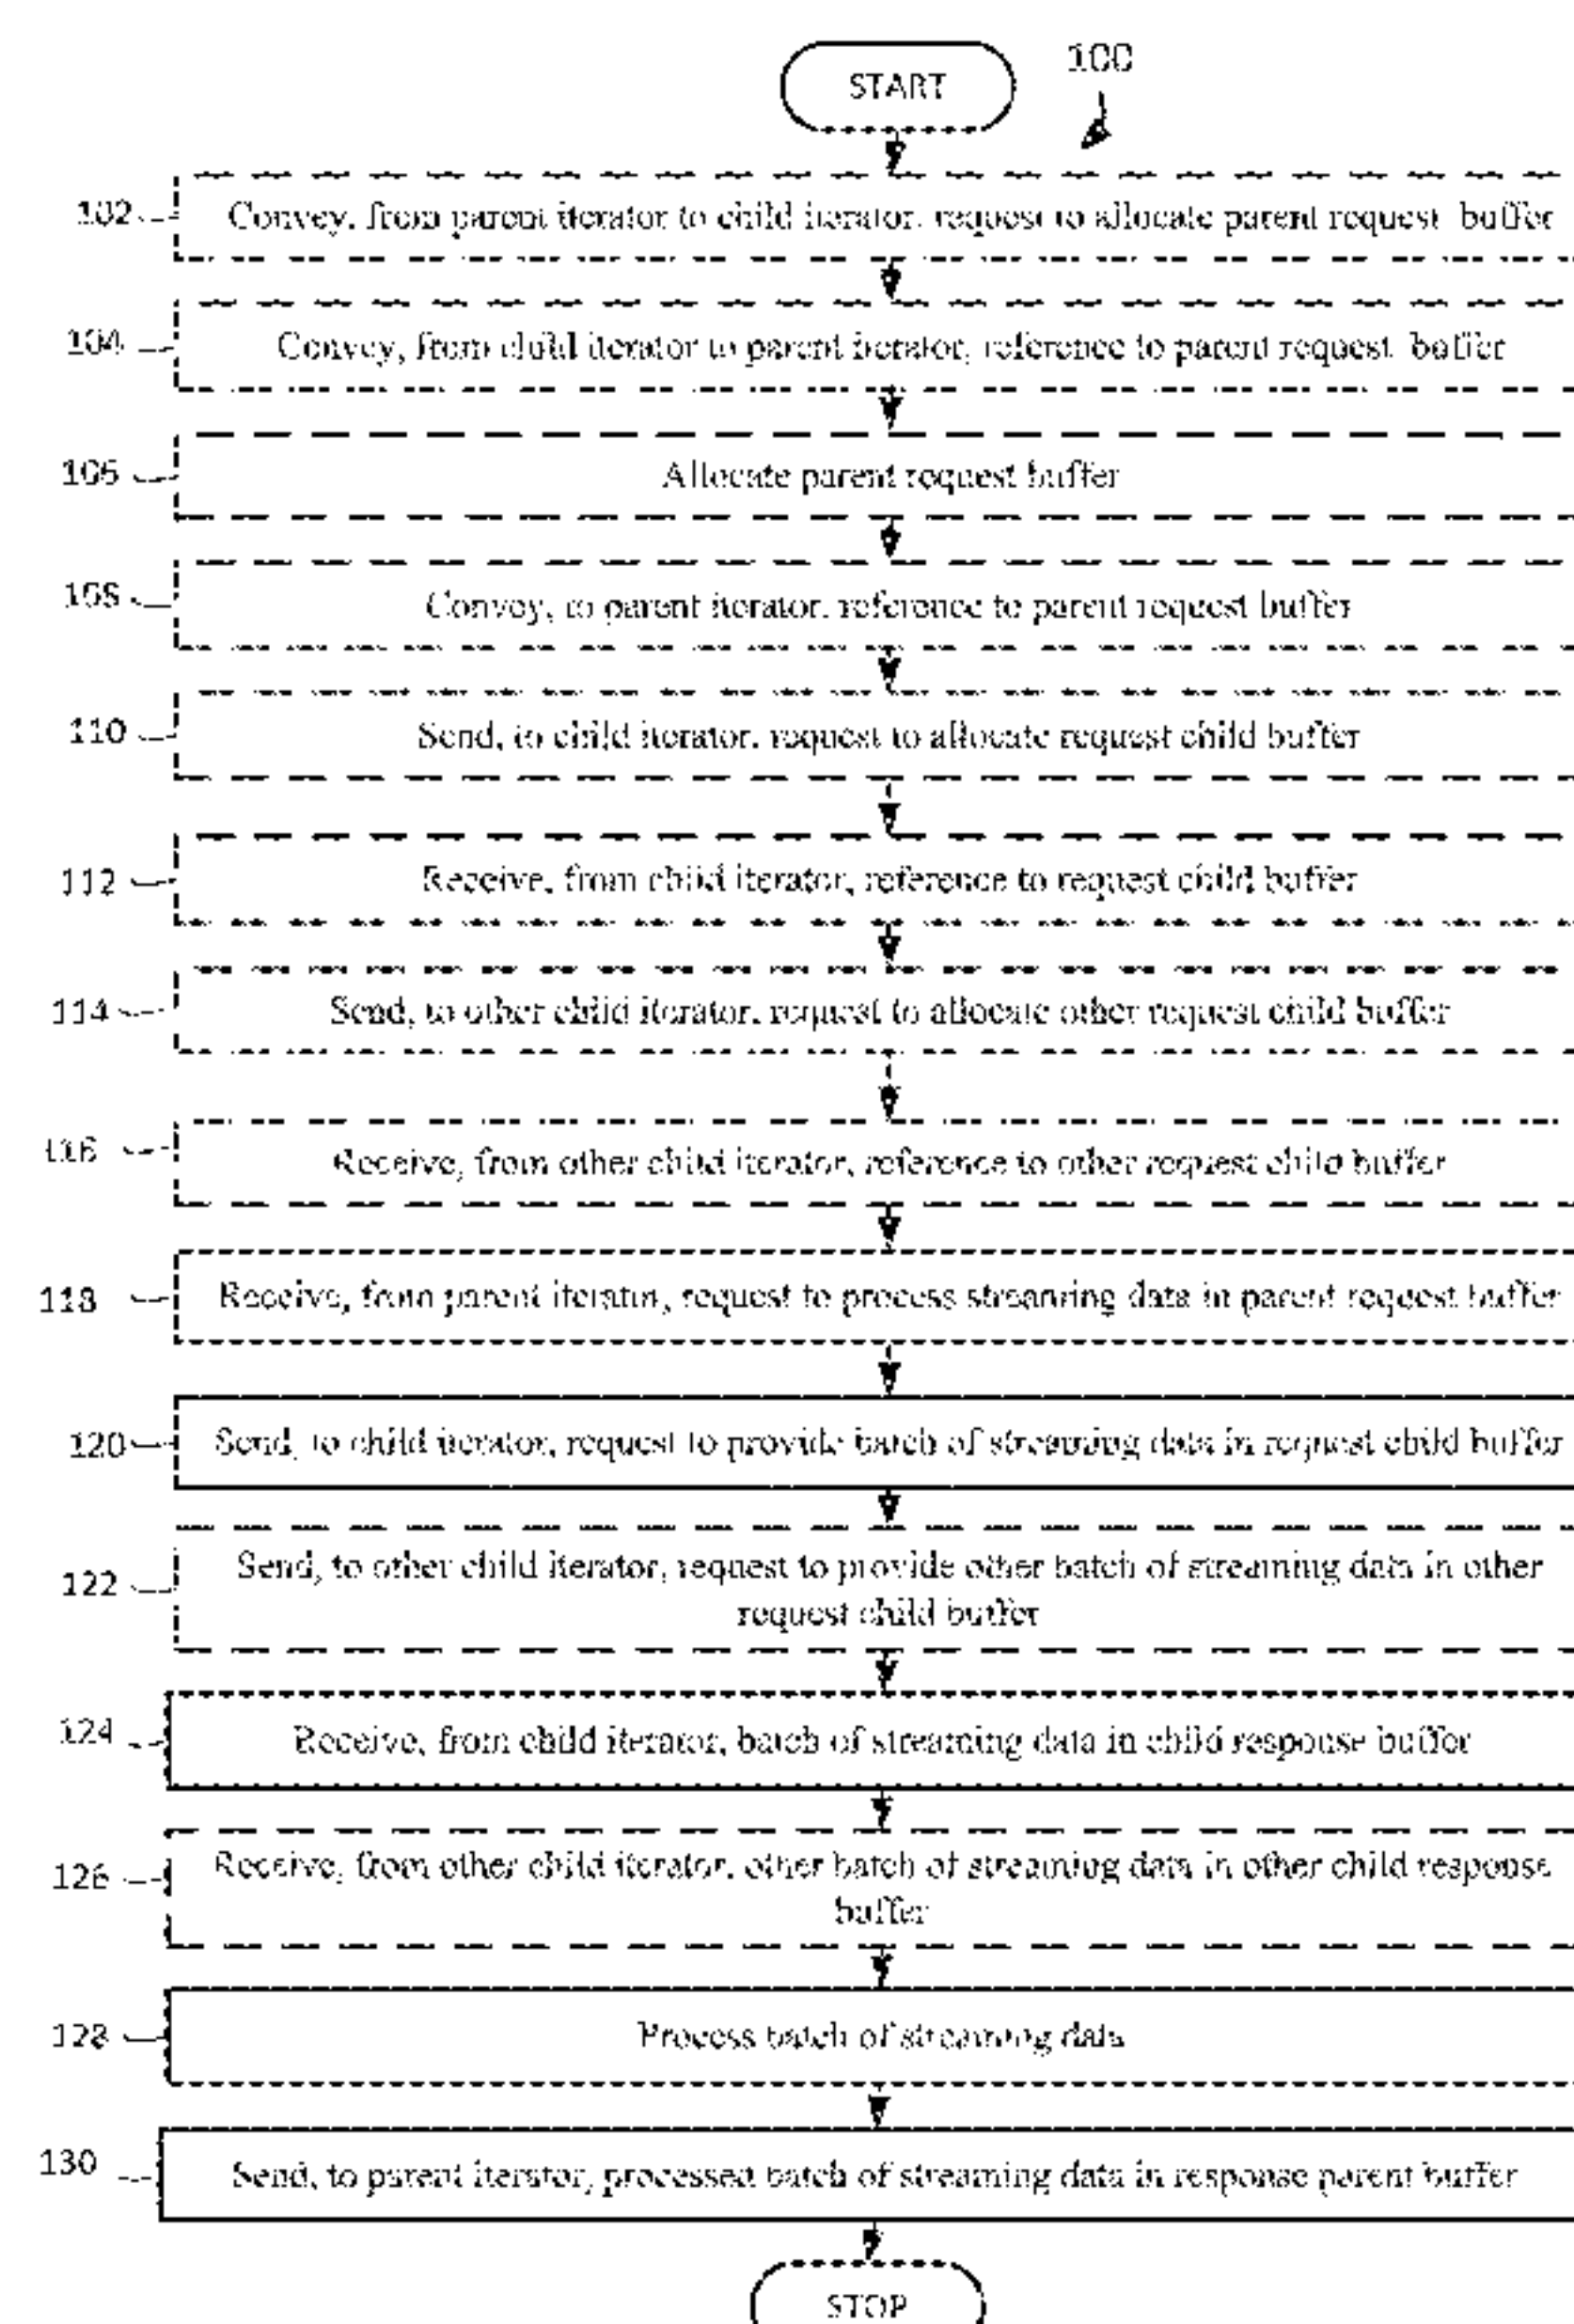 START
100
102
Convey, from parent iterator to child iterator, request to allocate parent request buffer
104
Convey, from child iterator to parent iterator, reference to parent request buffer
106
Allocate parent request buffer
108
Convey, to parent iterator, reference to parent request buffer
110
Send, to child iterator, request to allocate request child buffer
112
Receive, from child iterator, reference to request child buffer
114
Send, to other child iterator, request to allocate other request child buffer
116
Receive, from other child iterator, reference to other request child buffer
118
Receive, from parent iterator, request to process streaming data in parent request buffer
120
Send, to child iterator, request to provide batch of streaming data in request child buffer
122
Send, to other child iterator, request to provide other batch of streaming data in other
request child buffer
124
Receive, from child iterator, batch of streaming data in child response buffer
126
Receive, from other child iterator, other batch of streaming data in other child response
buffer
128
Process batch of streaming data
130
Send, to parent iterator, processed batch of streaming data in response parent buffer
STOP